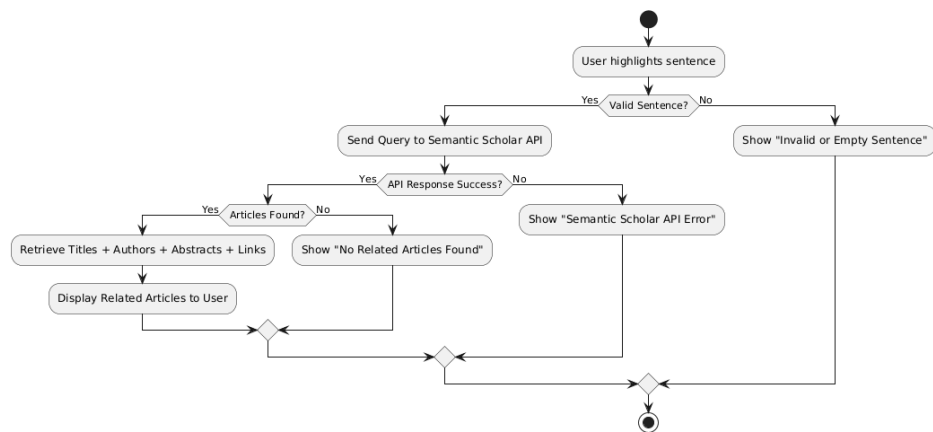 User highlights sentence
Yes
Valid Sentence?
No
Send Query to Semantic Scholar API
Show "Invalid or Empty Sentence"
Yes
API Response Success?
No
Yes
Articles Found?
No
Show "Semantic Scholar API Error"
Retrieve Titles + Authors + Abstracts + Links
Show "No Related Articles Found"
Display Related Articles to User